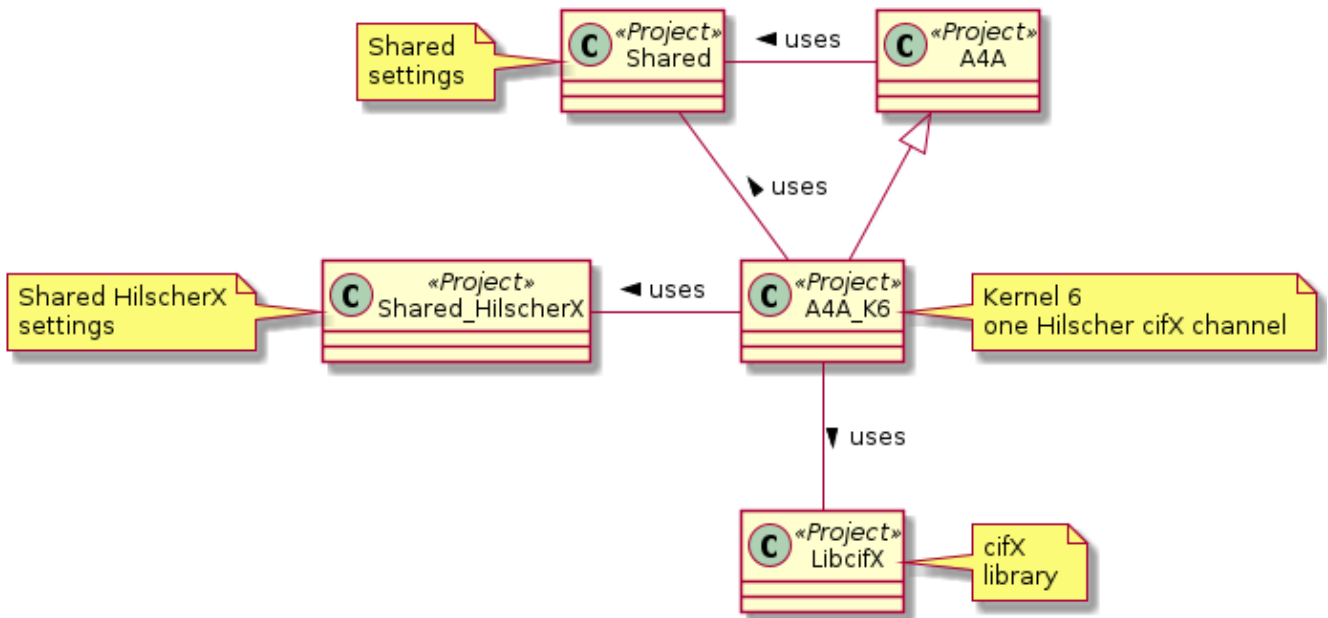 Shared
settings
C «Project»
Shared
◄ uses
C «Project»
A4A
uses
Shared HilscherX
settings
C «Project»
Shared_HilscherX
◄ uses
C «Project»
A4A_K6
Kernel 6
one Hilscher cifX channel
uses
C «Project»
LibcifX
cifX
library